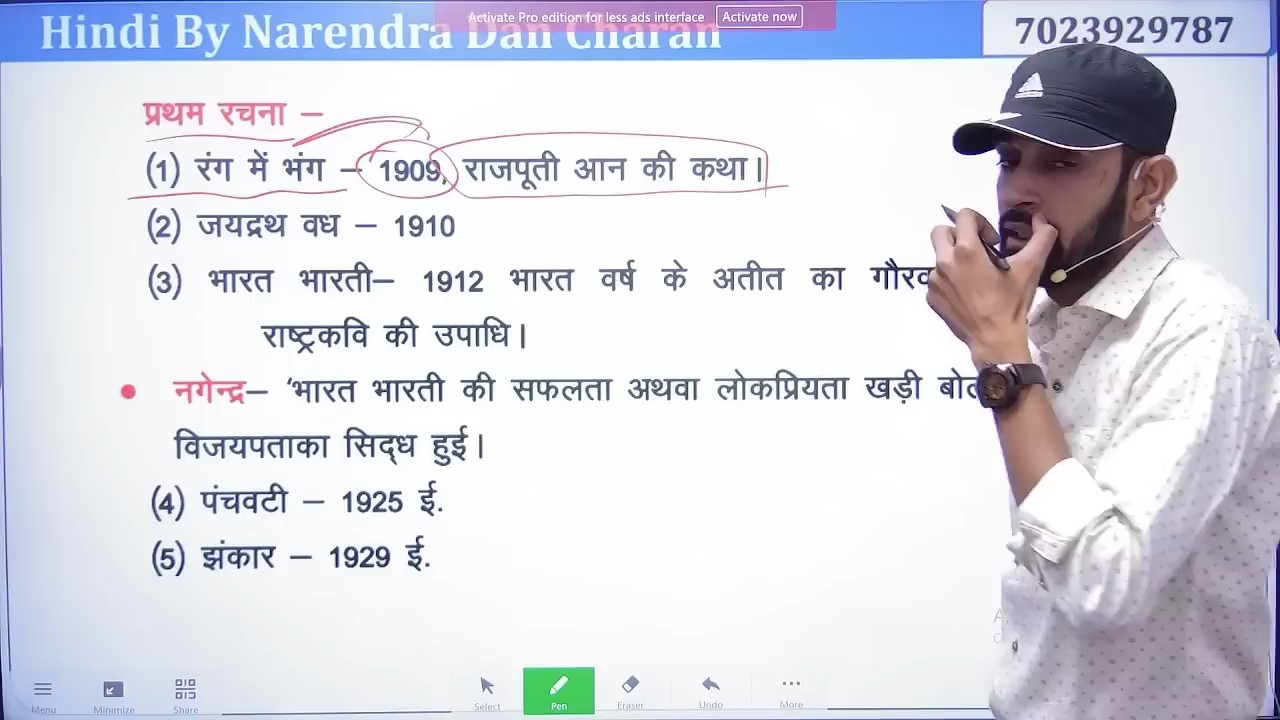 Activate Pro edition for less ads interface Activate now
Hindi By Narendra Dan Charan
7023929787
प्रथम रचना –
(1) रंग में भंग – 1909, राजपूती आन की कथा।
(2) जयद्रथ वध – 1910
(3) भारत भारती– 1912 भारत वर्ष के अतीत का
राष्ट्रकवि की उपाधि।
• नगेन्द्र– ‘भारत भारती की सफलता अथवा लोकप्रियता खड़ी
विजयपताका सिद्ध हुई।
(4) पंचवटी – 1925 ई.
(5) झंकार – 1929 ई.
Menu Minimize Share Select Pen Eraser Undo More